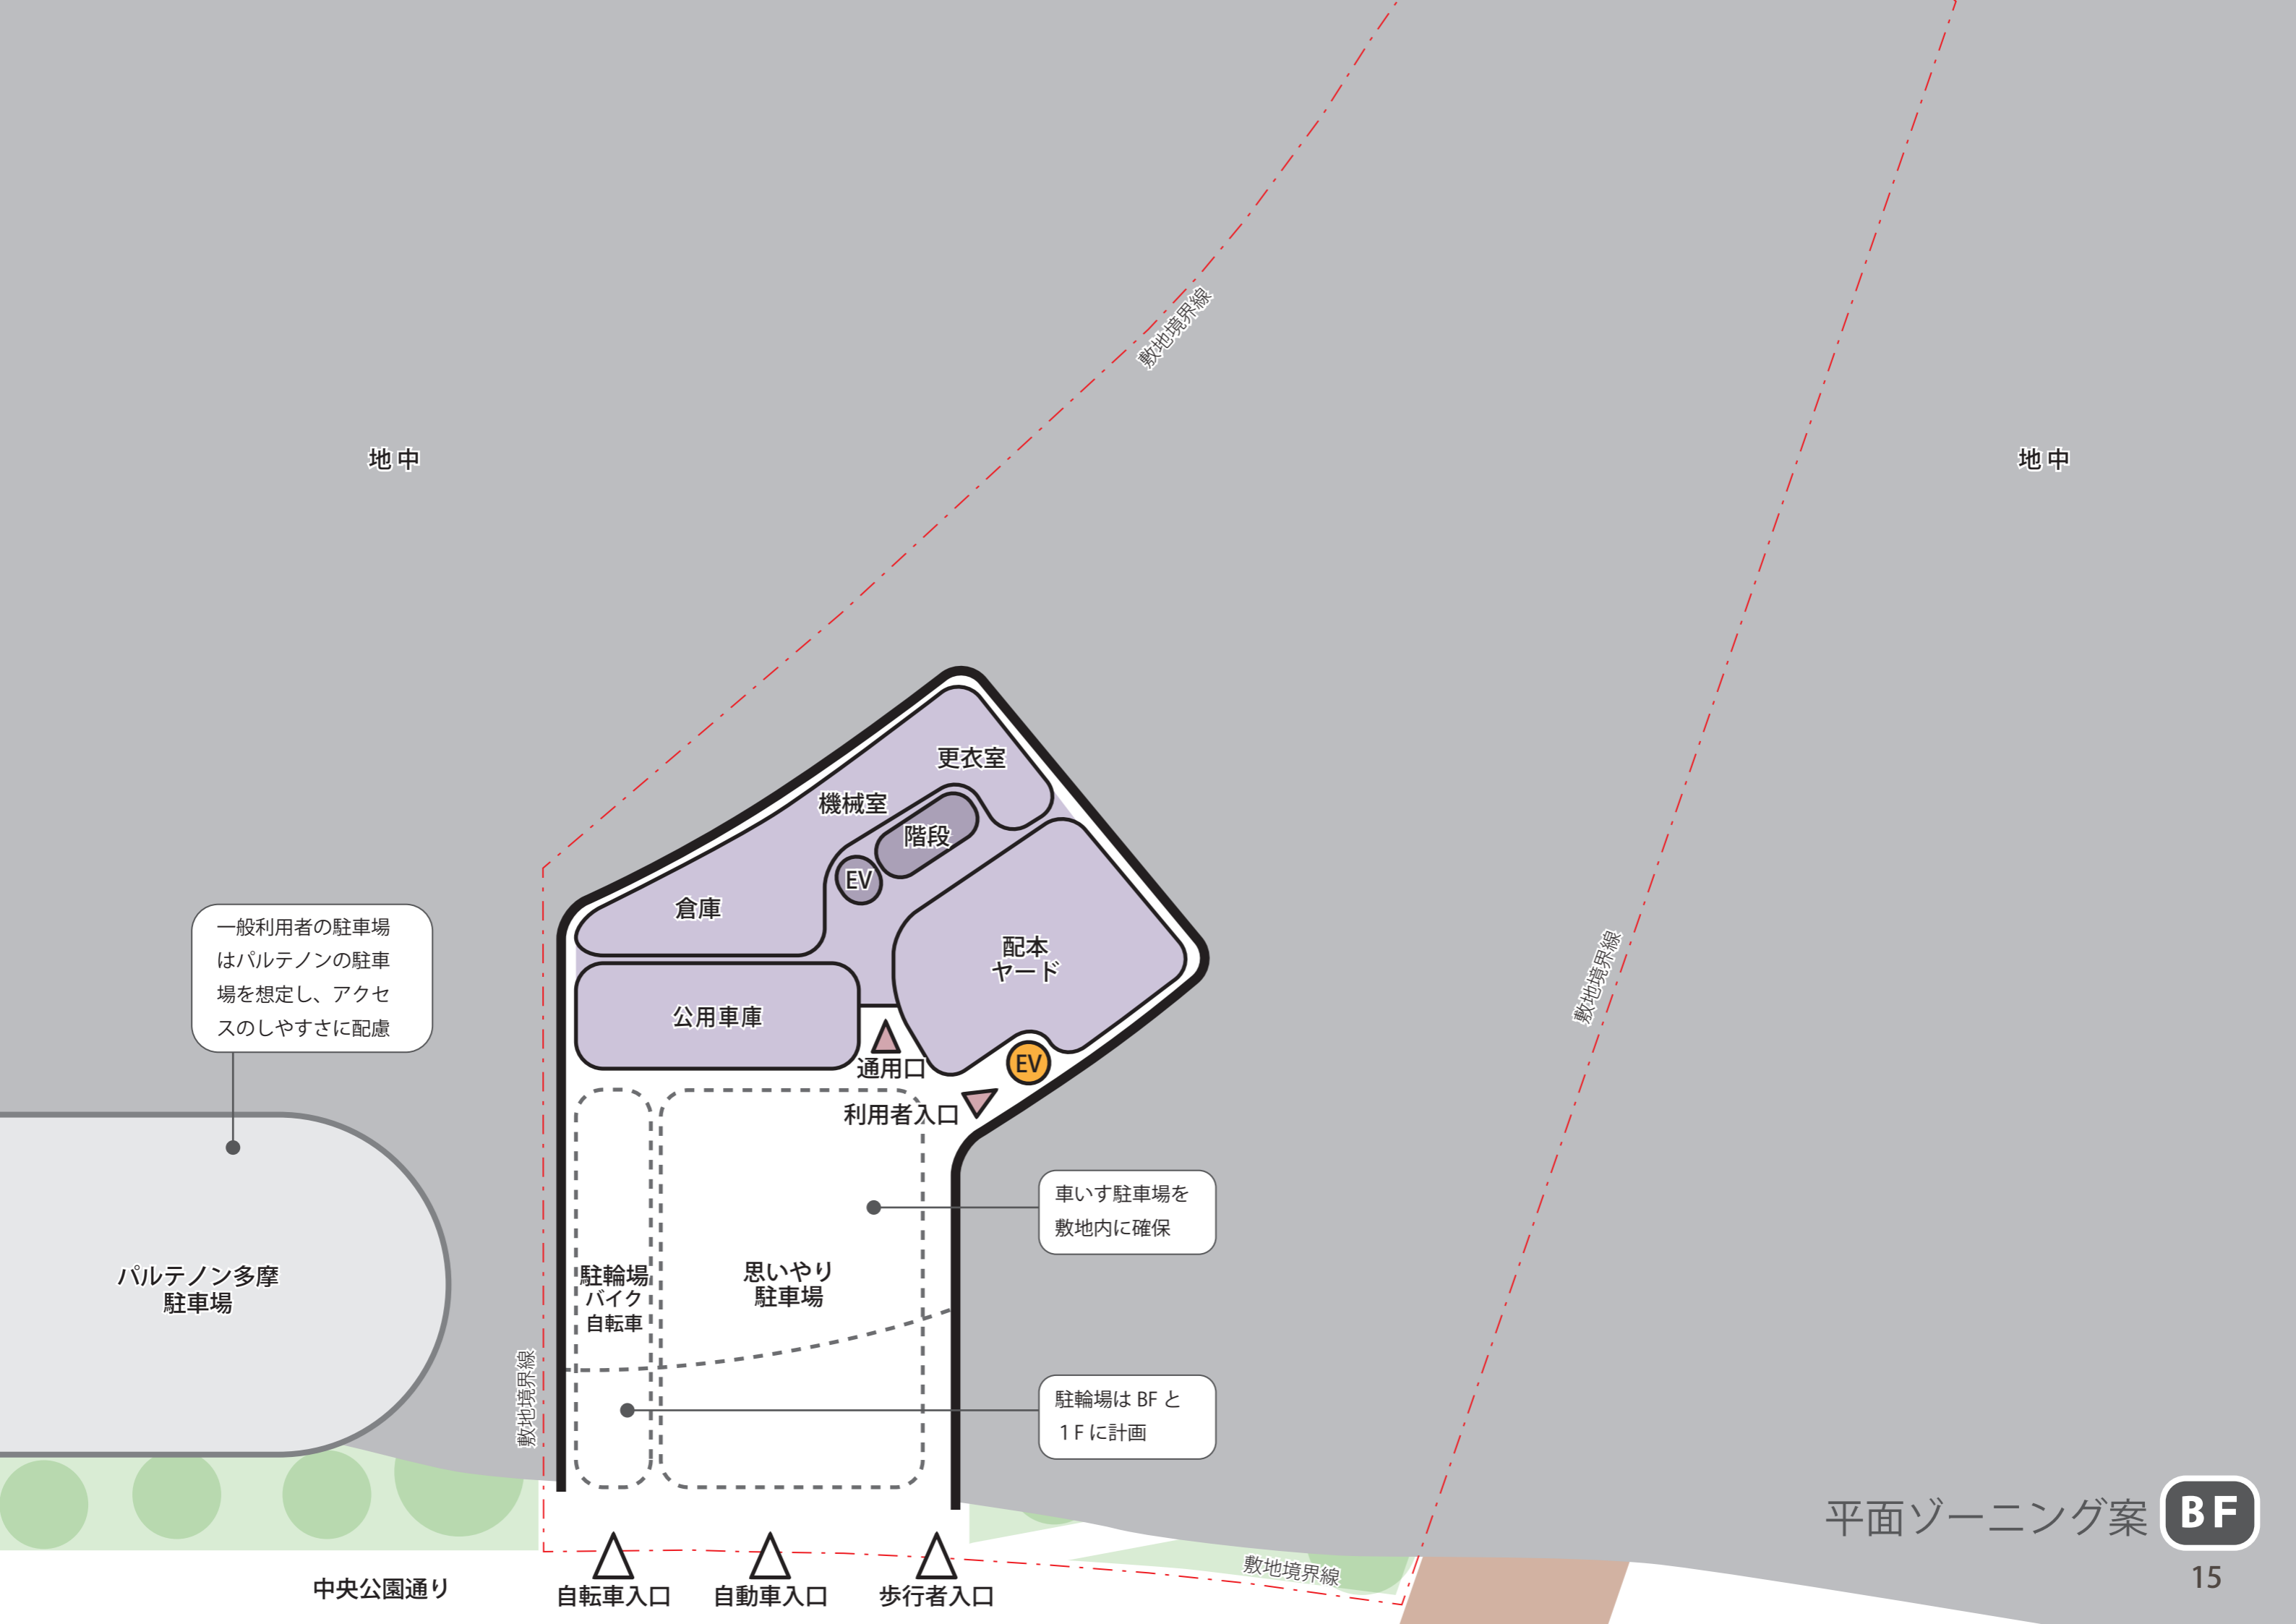 敷地境界線
地中
地中
更衣室
機械室
階段
EV
倉庫
配本
ヤード
敷地境界線
一般利用者の駐車場
はパルテノンの駐車
場を想定し、アクセ
スのしやすさに配慮
公用車庫
通用口
EV
利用者入口
車いす駐車場を
敷地内に確保
パルテノン多摩
駐車場
駐輪場
バイク
自転車
思いやり
駐車場
敷地境界線
駐輪場は BF と
1 F に計画
平面ゾーニング案 BF
敷地境界線
中央公園通り
自転車入口
自動車入口
歩行者入口
15